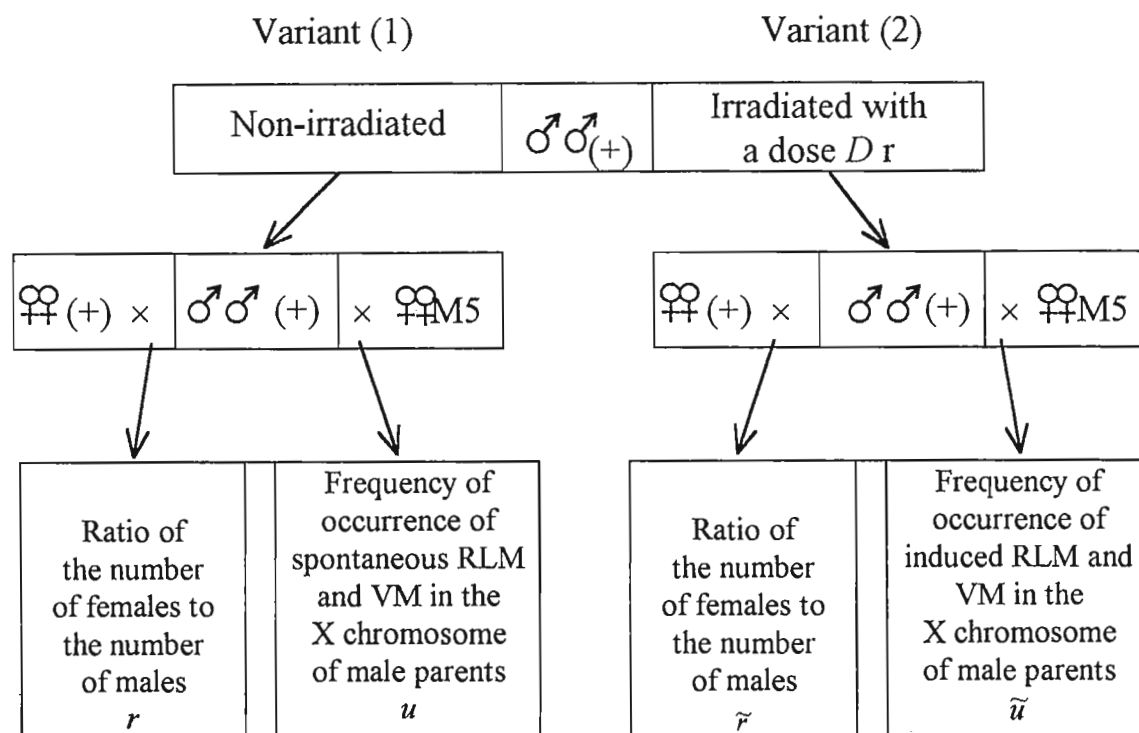 Variant (1)
Variant (2)
Non-irradiated
♂♂(+)
Irradiated with
a dose D r
♀♀(+) ×
♂♂ (+)
× ♀♀M5
♀♀(+) ×
♂♂(+)
× ♀♀M5
Ratio of
the number
of females to
the number
of males
r
Frequency of
occurrence of
spontaneous RLM
and VM in the
X chromosome
of male parents
u
Ratio of
the number
of females to
the number
of males
r̃
Frequency of
occurrence of
induced RLM and
VM in the
X chromosome
of male parents
ũ